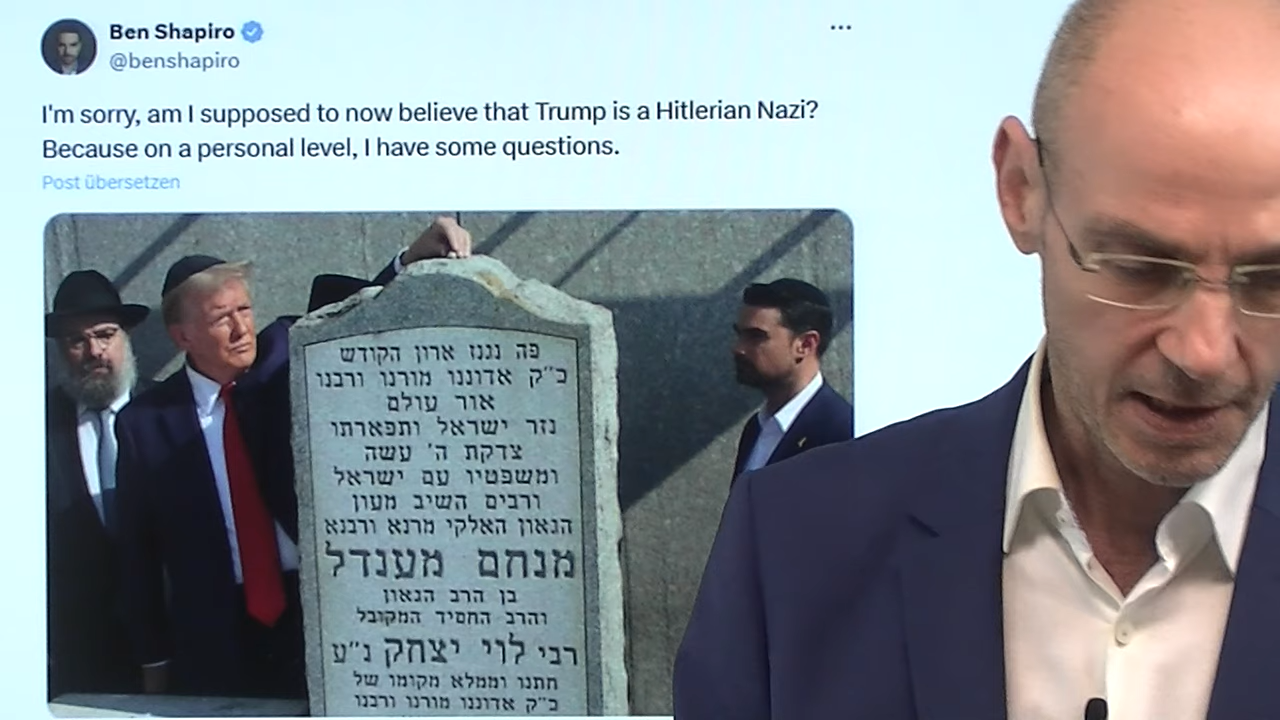 Ben Shapiro
@benshapiro
I'm sorry, am I supposed to now believe that Trump is a Hitlerian Nazi?
Because on a personal level, I have some questions.
Post übersetzen
פה נגנז ארון הקודש
כ״ק אדוננו מורנו ורבנו
אור עולם
נזר ישראל ותפארתו
צדקת ה׳ עשה
ומשפטיו עם ישראל
ורבים השיב מעון
הגאון האלקי מרנא ורבנא
מנחם מענדל
בן הרב הגאון
והרב החסיד המקובל
רבי לוי יצחק נ״ע
חתנו וממלא מקומו של
כ״ק אדוננו מורנו ורבנו